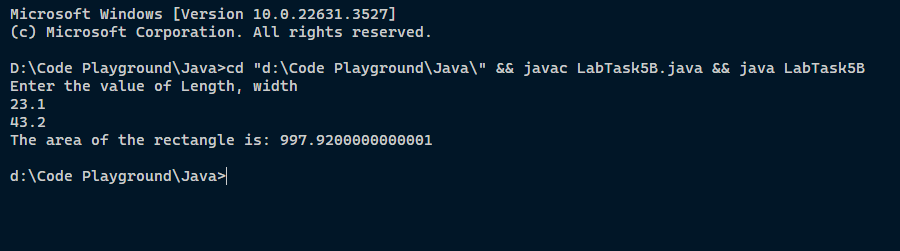 Microsoft Windows [Version 10.0.22631.3527]
(c) Microsoft Corporation. All rights reserved.
D:\Code Playground\Java>cd "d:\Code Playground\Java\" && javac LabTask5B.java && java LabTask5B
Enter the value of Length, width
23.1
43.2
The area of the rectangle is: 997.9200000000001
d:\Code Playground\Java>